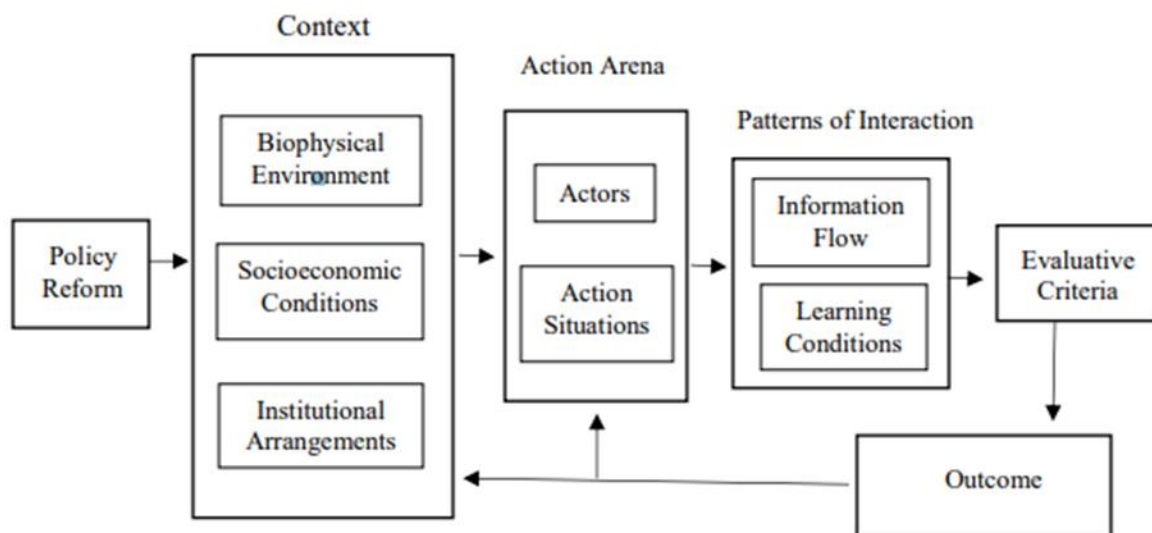 Context
Action Arena
Patterns of Interaction
Policy
Reform
Biophysical
Environment
Socioeconomic
Conditions
Institutional
Arrangements
Actors
Action
Situations
Information
Flow
Learning
Conditions
Evaluative
Criteria
Outcome